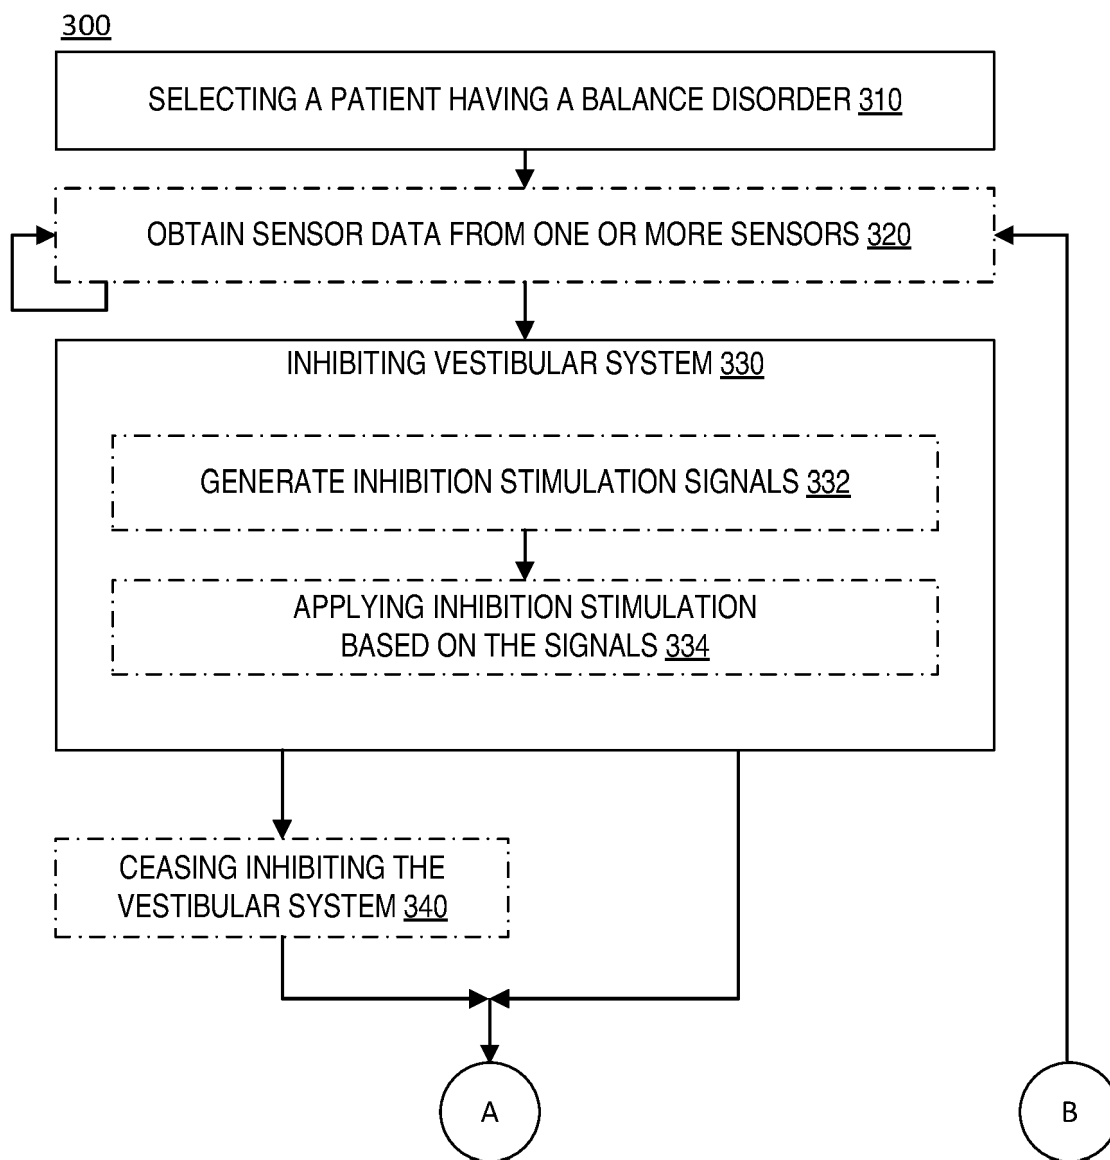 300
SELECTING A PATIENT HAVING A BALANCE DISORDER 310
OBTAIN SENSOR DATA FROM ONE OR MORE SENSORS 320
INHIBITING VESTIBULAR SYSTEM 330
GENERATE INHIBITION STIMULATION SIGNALS 332
APPLYING INHIBITION STIMULATION
BASED ON THE SIGNALS 334
CEASING INHIBITING THE
VESTIBULAR SYSTEM 340
A
B